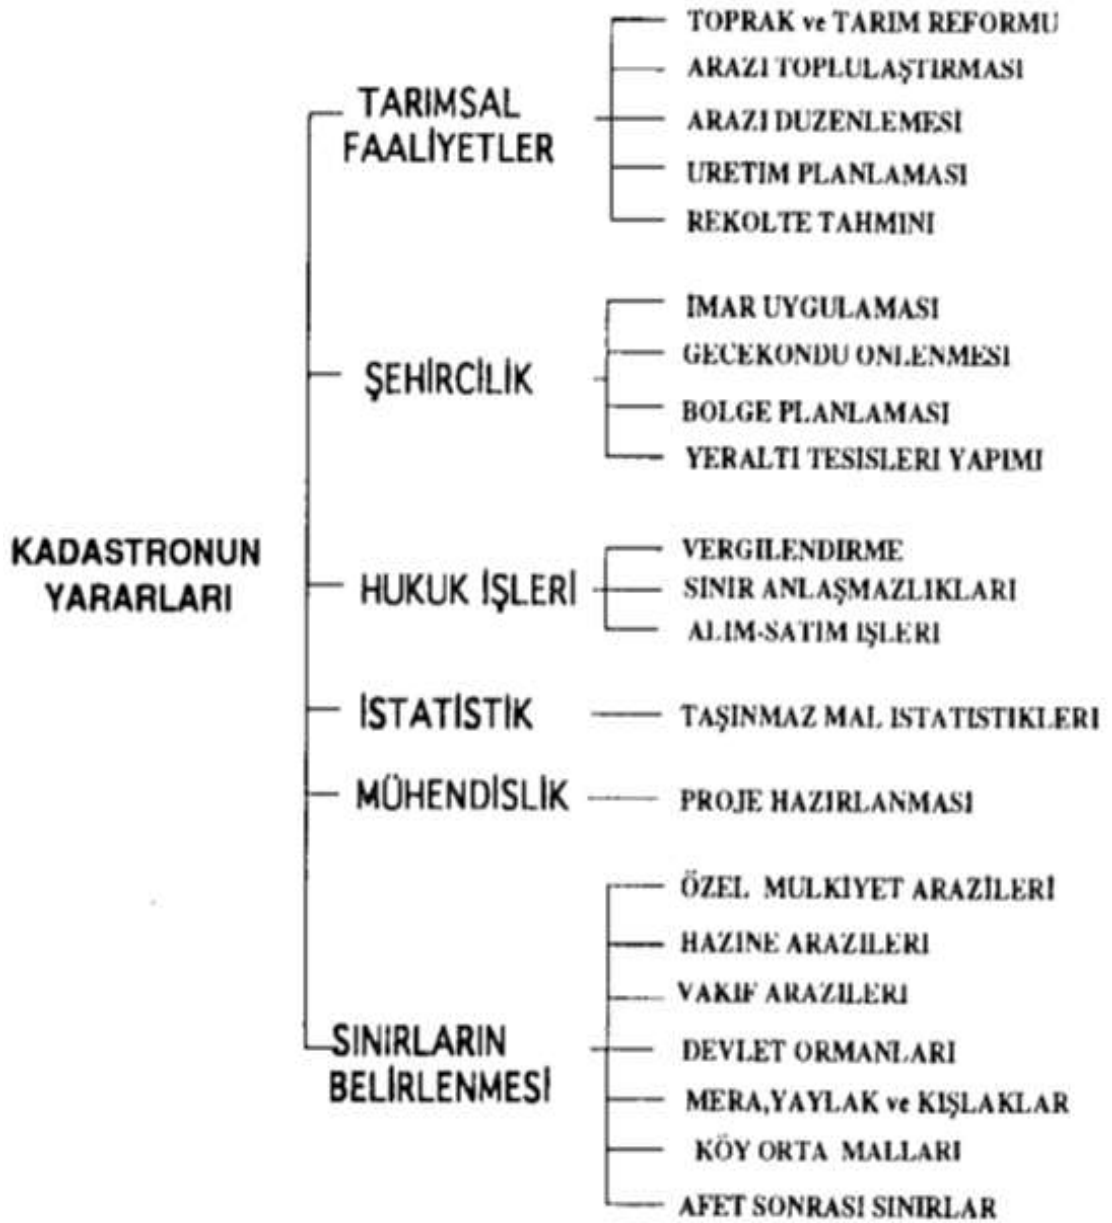 KADASTRONUN
YARARLARI
TARIMSAL
FAALİYETLER
TOPRAK ve TARIM REFORMU
ARAZI TOPLULAŞTIRMASI
ARAZI DUZENLEMESİ
URETIM PLANLAMASI
REKOLTE TAHMINI
ŞEHİRCİLİK
İMAR UYGULAMASI
GECEKONDU ONLENMESI
BOLGE PLANLAMASI
YERALTI TESISLERI YAPIMI
HUKUK İŞLERİ
VERGILENDIRME
SINIR ANLAŞMAZLIKLARI
ALIM-SATIM IŞLERI
İSTATİSTİK
TAŞINMAZ MAL ISTATISTIKLERI
MÜHENDİSLİK
PROJE HAZIRLANMASI
SINIRLARIN
BELİRLENMESİ
ÖZEL MULKIYET ARAZİLERİ
HAZINE ARAZILERI
VAKIF ARAZILERI
DEVLET ORMANLARI
MERA,YAYLAK ve KIŞLAKLAR
KÖY ORTA MALLARI
AFET SONRASI SINIRLAR